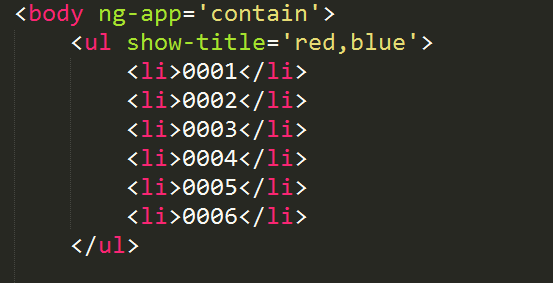 <body ng-app='contain'>
<ul show-title='red,blue'>
<li>0001</li>
<li>0002</li>
<li>0003</li>
<li>0004</li>
<li>0005</li>
<li>0006</li>
</ul>